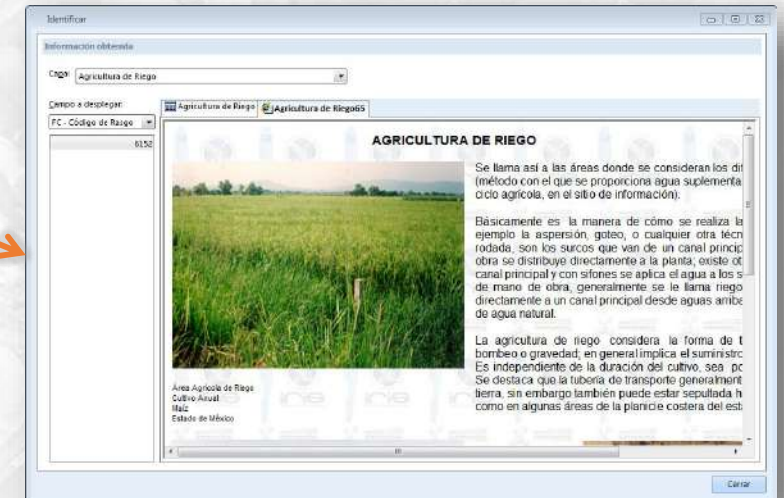 Identificar
Información obtenida
Capa: Agricultura de Riego
Campo a desplegar:
FC - Código de Rasgo
6152
Agricultura de Riego
jAgricultura de Riego65
AGRICULTURA DE RIEGO
Se llama así a las áreas donde se consideran los dif
(método con el que se proporciona agua suplementa
ciclo agrícola, en el sitio de información).
Básicamente es la manera de cómo se realiza la
ejemplo la aspersión, goteo, o cualquier otra técn
rodada, son los surcos que van de un canal princip
obra se distribuye directamente a la planta; existe ot
canal principal y con sifones se aplica el agua a los s
de mano de obra, generalmente se le llama riego
directamente a un canal principal desde aguas arriba
de agua natural.
La agricultura de riego considera la forma de t
bombeo o gravedad; en general implica el suministro
Es independiente de la duración del cultivo, sea po
Se destaca que la tubería de transporte generalment
tierra, sin embargo también puede estar sepultada h
como en algunas áreas de la planicie costera del esta
Área Agrícola de Riego
Cultivo Anual
Maíz
Estado de México
Cerrar